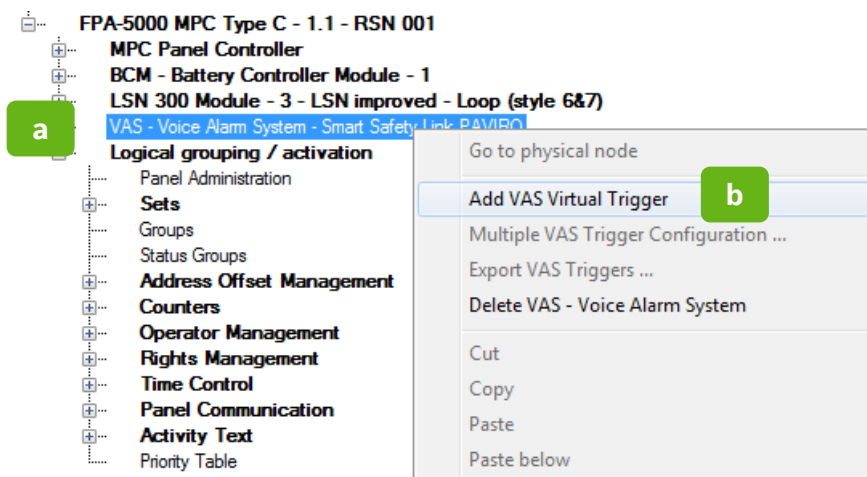 FPA-5000 MPC Type C - 1.1 - RSN 001
MPC Panel Controller
BCM - Battery Controller Module - 1
LSN 300 Module - 3 - LSN improved - Loop (style 6&7)
a
VAS - Voice Alarm System - Smart Safety Link PAVIRO
Logical grouping / activation
Panel Administration
Sets
Groups
Status Groups
Address Offset Management
Counters
Operator Management
Rights Management
Time Control
Panel Communication
Activity Text
Priority Table
Go to physical node
Add VAS Virtual Trigger
b
Multiple VAS Trigger Configuration ...
Export VAS Triggers ...
Delete VAS - Voice Alarm System
Cut
Copy
Paste
Paste below